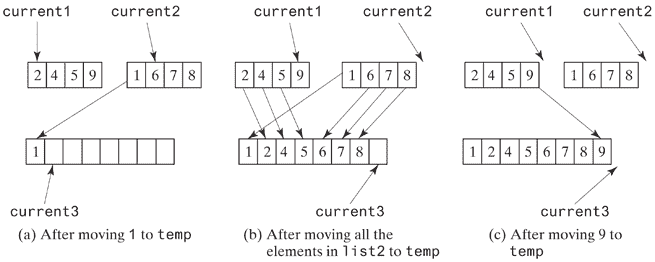 current1 current2
2 4 5 9 1 6 7 8
1
current3
(a) After moving 1 to temp
current1 current2
2 4 5 9 1 6 7 8
1 2 4 5 6 7 8
current3
(b) After moving all the
elements in list2 to temp
current1 current2
2 4 5 9 1 6 7 8
1 2 4 5 6 7 8 9
current3
(c) After moving 9 to
temp